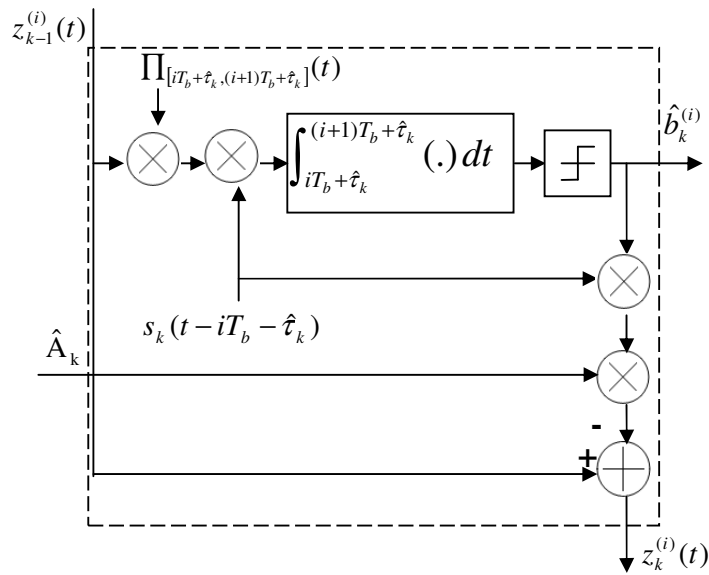 z_{k-1}^{(i)}(t)
∏_{[iT_b+τ̂_k,(i+1)T_b+τ̂_k]}(t)
∫_{iT_b+τ̂_k}^{(i+1)T_b+τ̂_k} (.) dt
b̂_k^{(i)}
s_k(t − iT_b − τ̂_k)
Â_k
-
+
z_k^{(i)}(t)